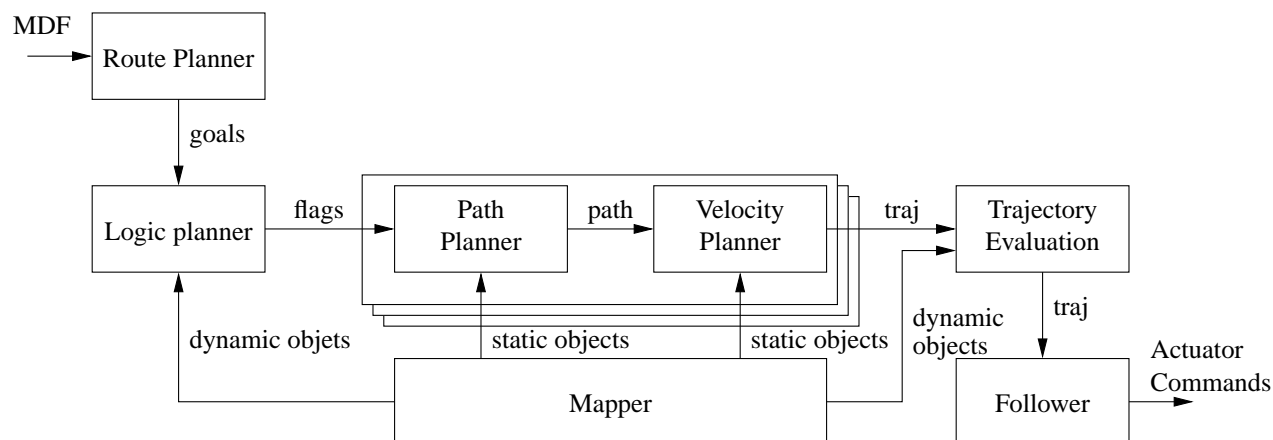 MDF
Route Planner
goals
Logic planner
flags
Path
Planner
path
Velocity
Planner
traj
Trajectory
Evaluation
dynamic objets
static objects
static objects
dynamic
objects
traj
Mapper
Follower
Actuator
Commands